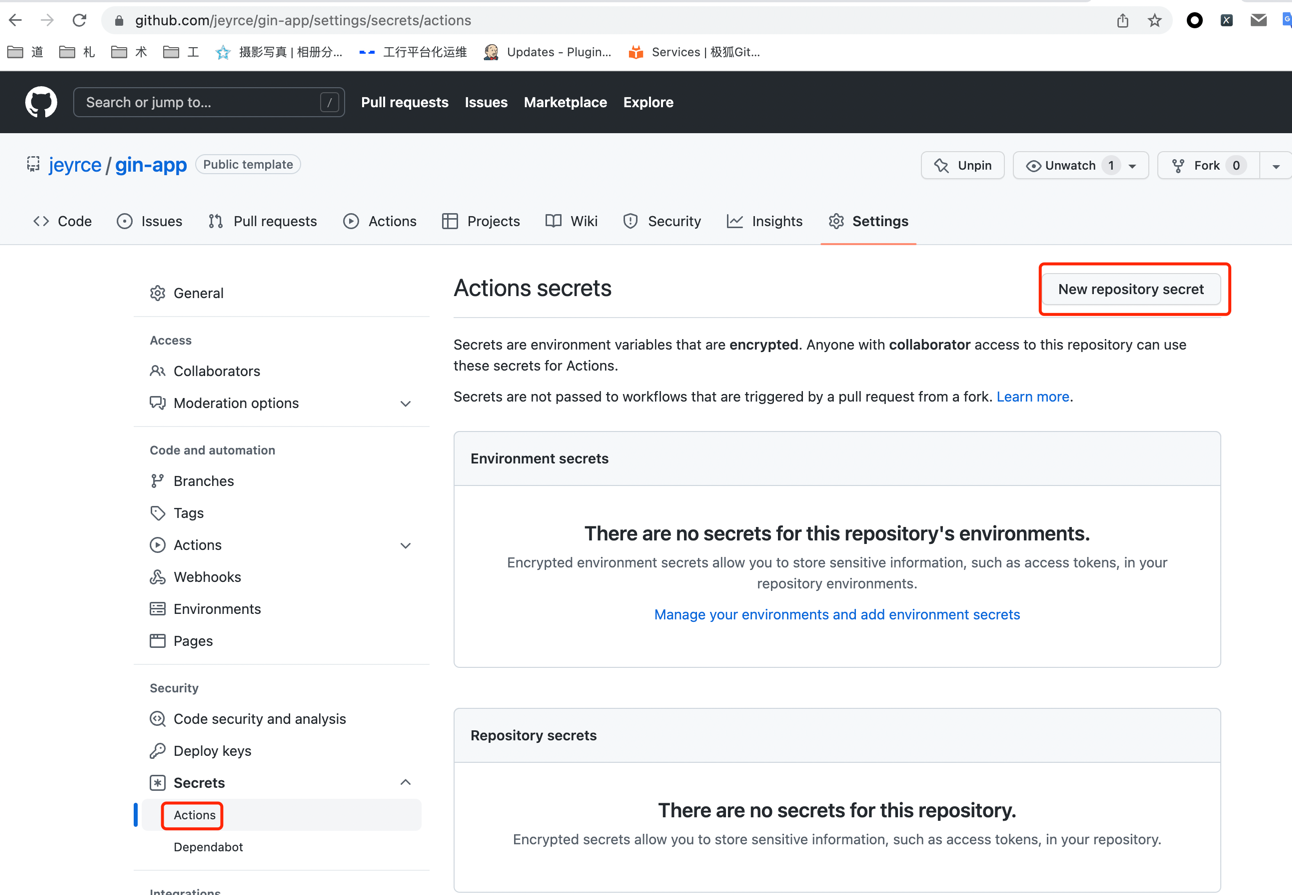 github.com/jeyrce/gin-app/settings/secrets/actions
道 札 术 工 摄影写真 | 相册分... 工行平台化运维 Updates - Plugin... Services | 极狐Git...
Search or jump to... / Pull requests Issues Marketplace Explore
jeyrce / gin-app Public template Unpin Unwatch 1 Fork 0
Code Issues Pull requests Actions Projects Wiki Security Insights Settings
General
Access
Collaborators
Moderation options
Code and automation
Branches
Tags
Actions
Webhooks
Environments
Pages
Security
Code security and analysis
Deploy keys
Secrets
Actions
Dependabot
Integrations
Actions secrets
New repository secret
Secrets are environment variables that are encrypted. Anyone with collaborator access to this repository can use
these secrets for Actions.
Secrets are not passed to workflows that are triggered by a pull request from a fork. Learn more.
Environment secrets
There are no secrets for this repository's environments.
Encrypted environment secrets allow you to store sensitive information, such as access tokens, in your
repository environments.
Manage your environments and add environment secrets
Repository secrets
There are no secrets for this repository.
Encrypted secrets allow you to store sensitive information, such as access tokens, in your repository.